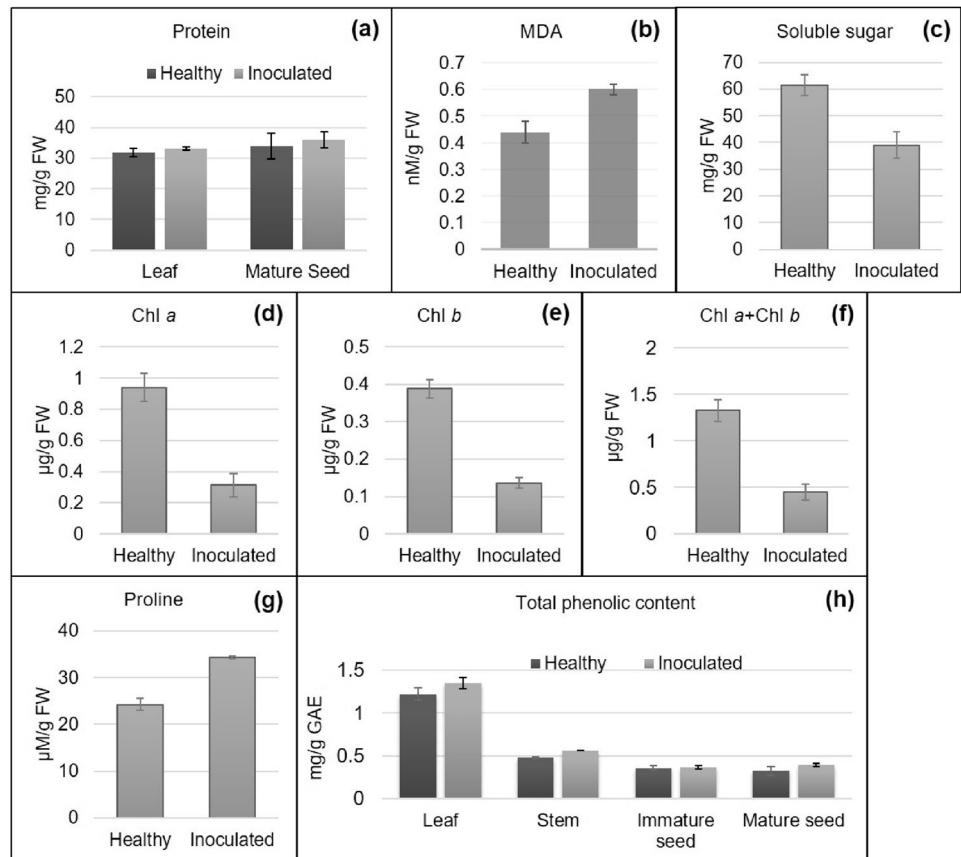 Protein (a)
Healthy Inoculated
50
40
30
20
10
0
mg/g FW
Leaf Mature Seed
MDA (b)
0.7
0.6
0.5
0.4
0.3
0.2
0.1
0
nM/g FW
Healthy Inoculated
Soluble sugar (c)
70
60
50
40
30
20
10
0
mg/g FW
Healthy Inoculated
Chl a (d)
1.2
1
0.8
0.6
0.4
0.2
0
µg/g FW
Healthy Inoculated
Chl b (e)
0.5
0.4
0.3
0.2
0.1
0
µg/g FW
Healthy Inoculated
Chl a+Chl b (f)
2
1.5
1
0.5
0
µg/g FW
Healthy Inoculated
Proline (g)
40
30
20
10
0
µM/g FW
Healthy Inoculated
Total phenolic content (h)
Healthy Inoculated
1.5
1
0.5
0
mg/g GAE
Leaf Stem Immature Mature seed
seed